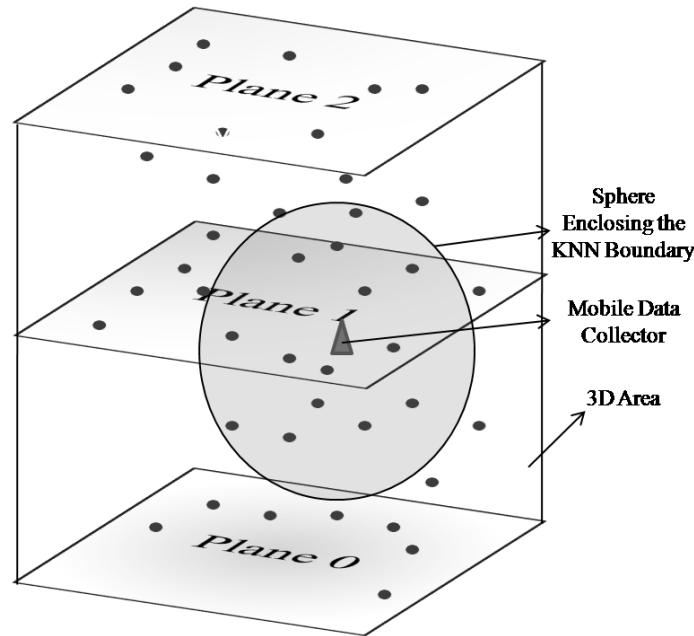 Plane 2
Sphere
Enclosing the
KNN Boundary
Plane 1
Mobile Data
Collector
3D Area
Plane 0